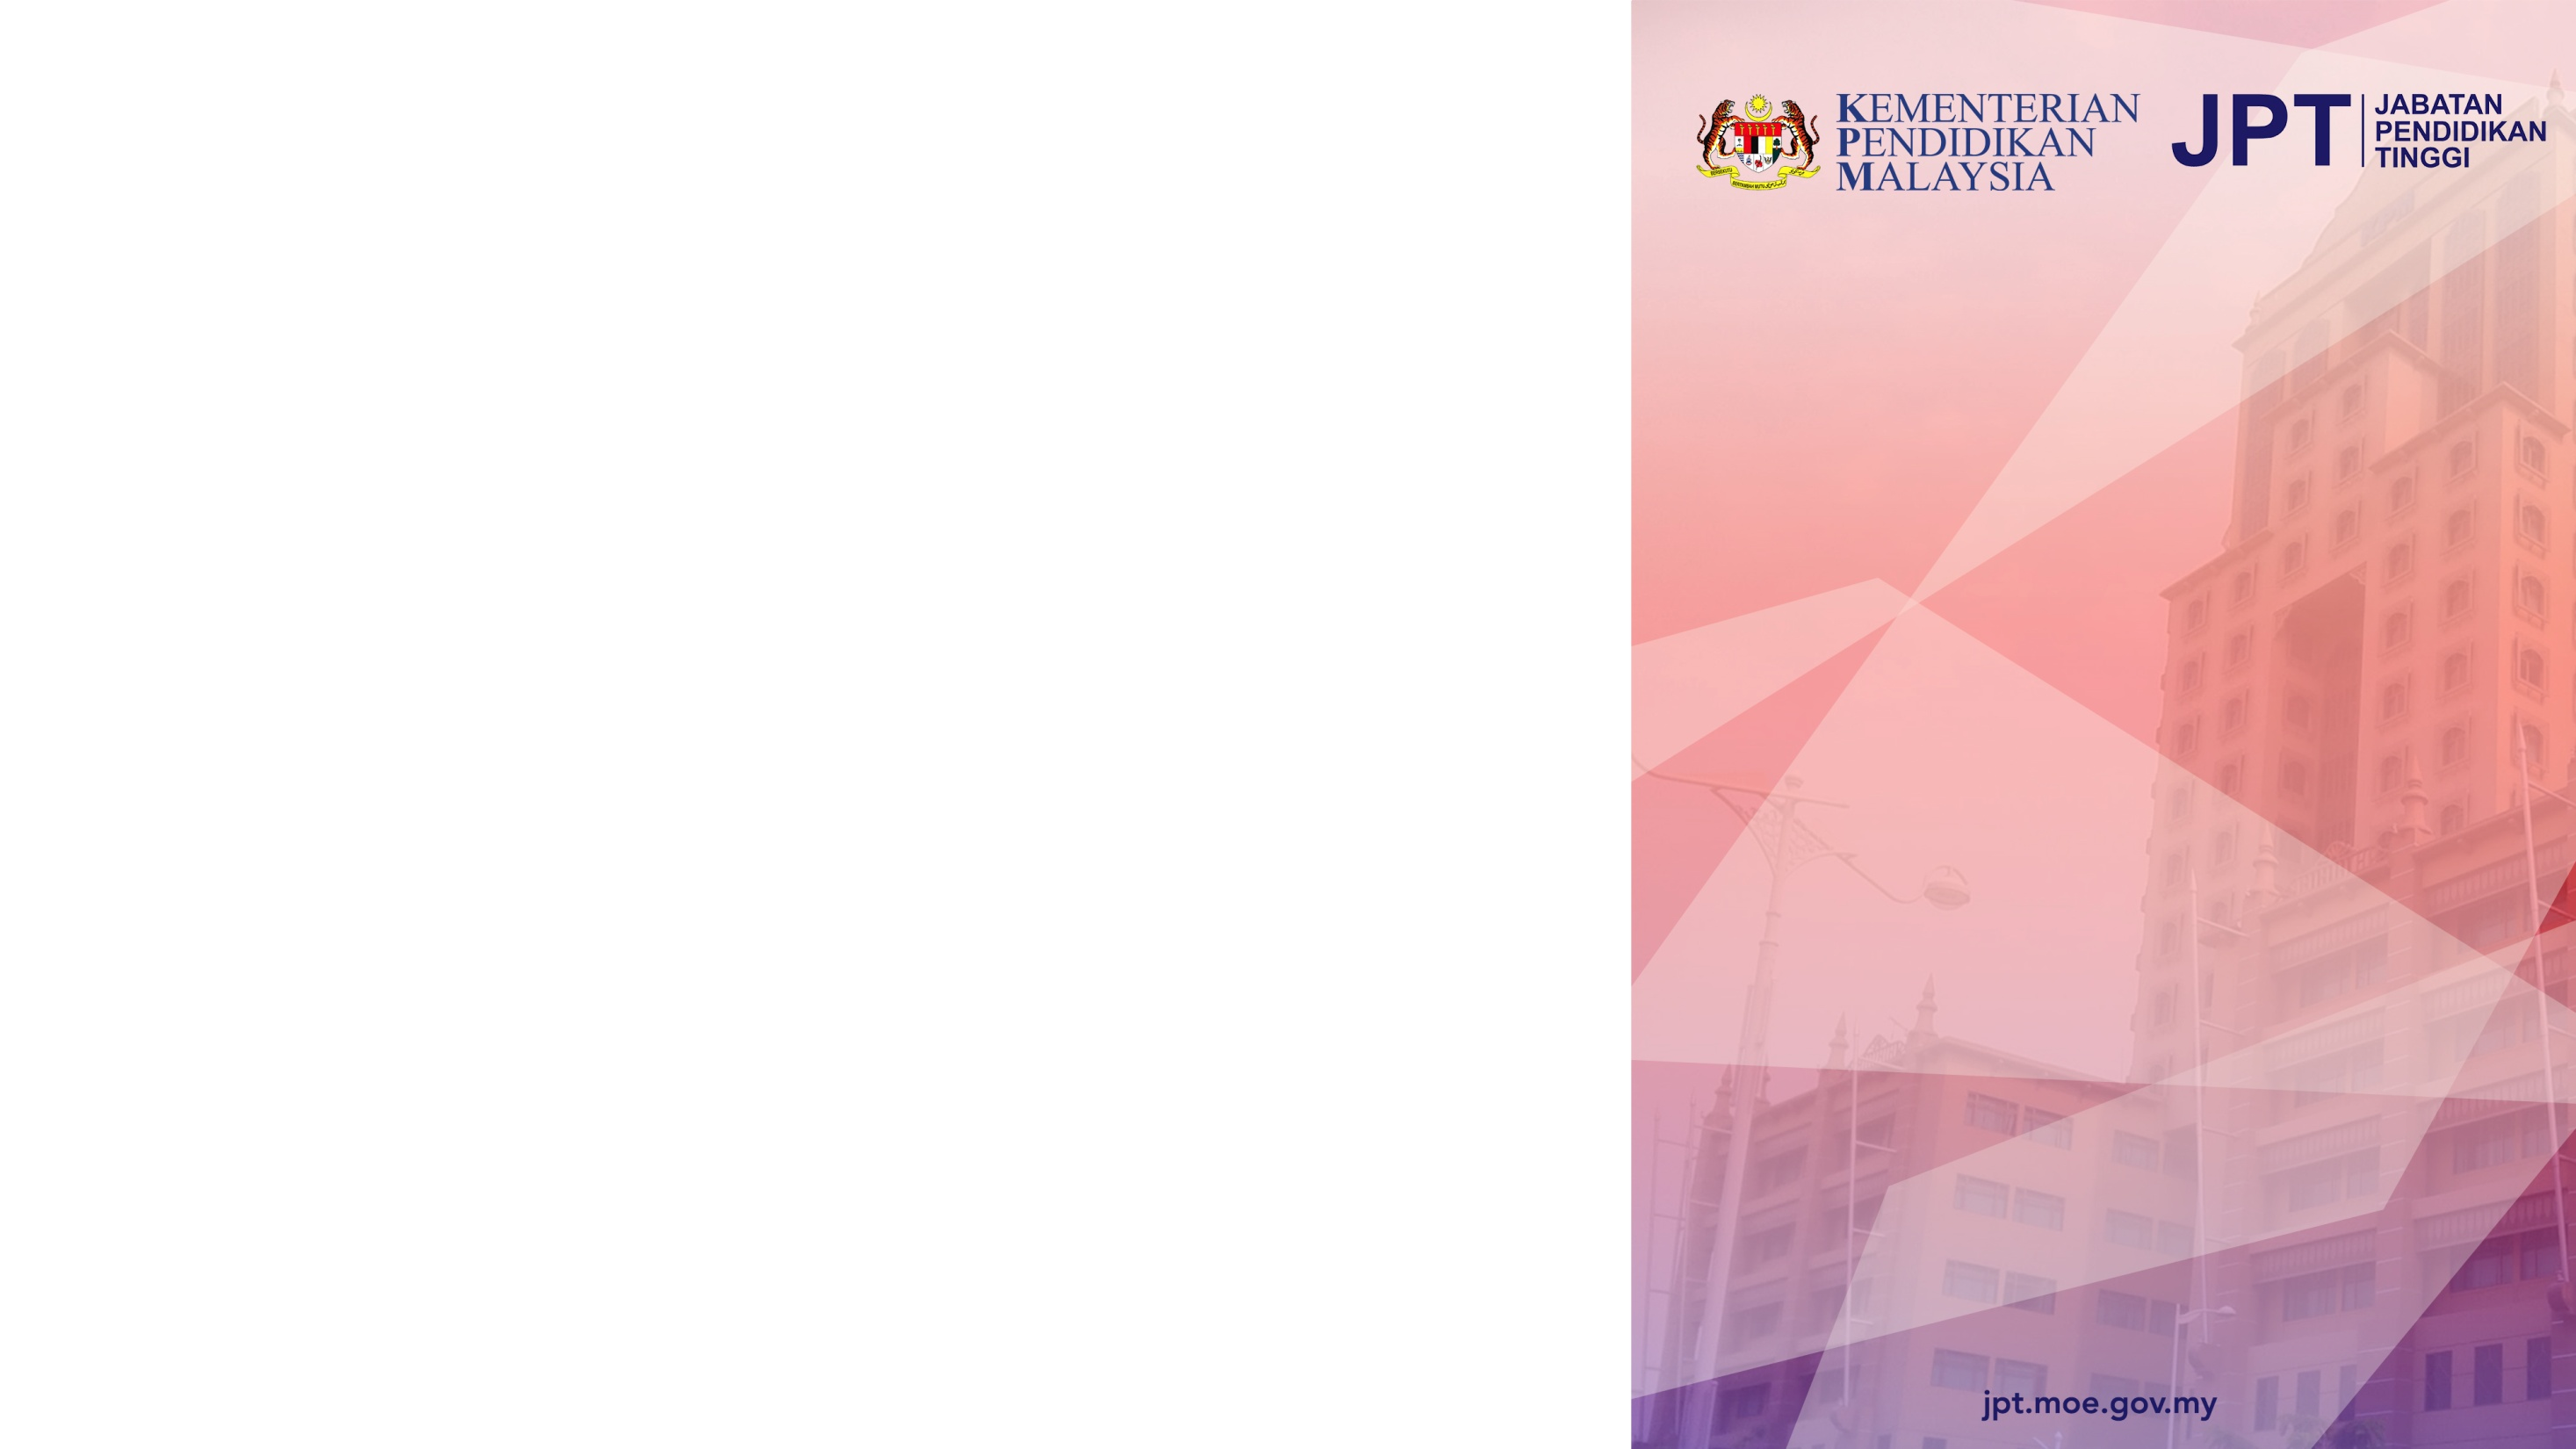 KEMENTERIAN
PENDIDIKAN
MALAYSIA
JPT
JABATAN
PENDIDIKAN
TINGGI
jpt.moe.gov.my